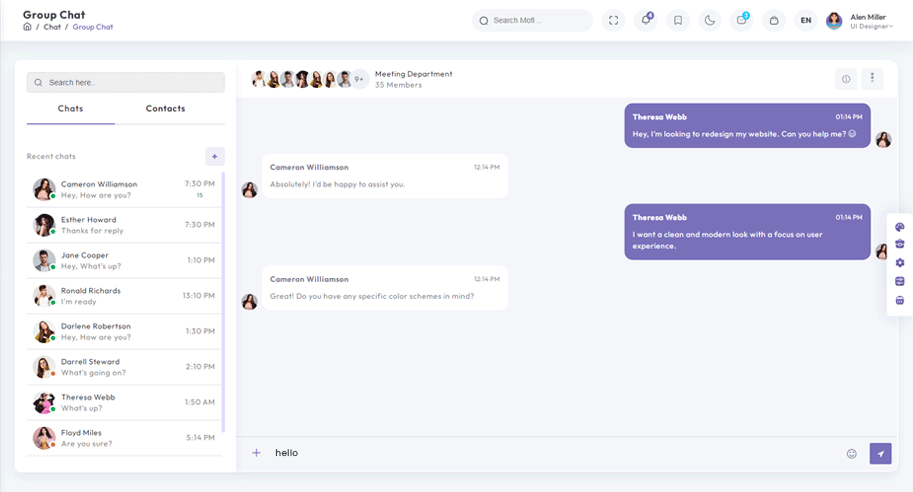 Group Chat
/ Chat / Group Chat
Search Mofi ..
4
3
EN
Alen Miller
UI Designer
Search here..
Chats
Contacts
Recent chats
+
Cameron Williamson
7:30 PM
Hey, How are you?
15
Esther Howard
7:30 PM
Thanks for reply
Jane Cooper
1:10 PM
Hey, What's up?
Ronald Richards
13:10 PM
I'm ready
Darlene Robertson
1:30 PM
Hey, How are you?
Darrell Steward
2:10 PM
What's going on?
Theresa Webb
1:50 AM
What's up?
Floyd Miles
5:14 PM
Are you sure?
9+
Meeting Department
35 Members
Theresa Webb
01:14 PM
Hey, I'm looking to redesign my website. Can you help me? 😄
Cameron Williamson
12:14 PM
Absolutely! I'd be happy to assist you.
Theresa Webb
01:14 PM
I want a clean and modern look with a focus on user
experience.
Cameron Williamson
12:14 PM
Great! Do you have any specific color schemes in mind?
+
hello